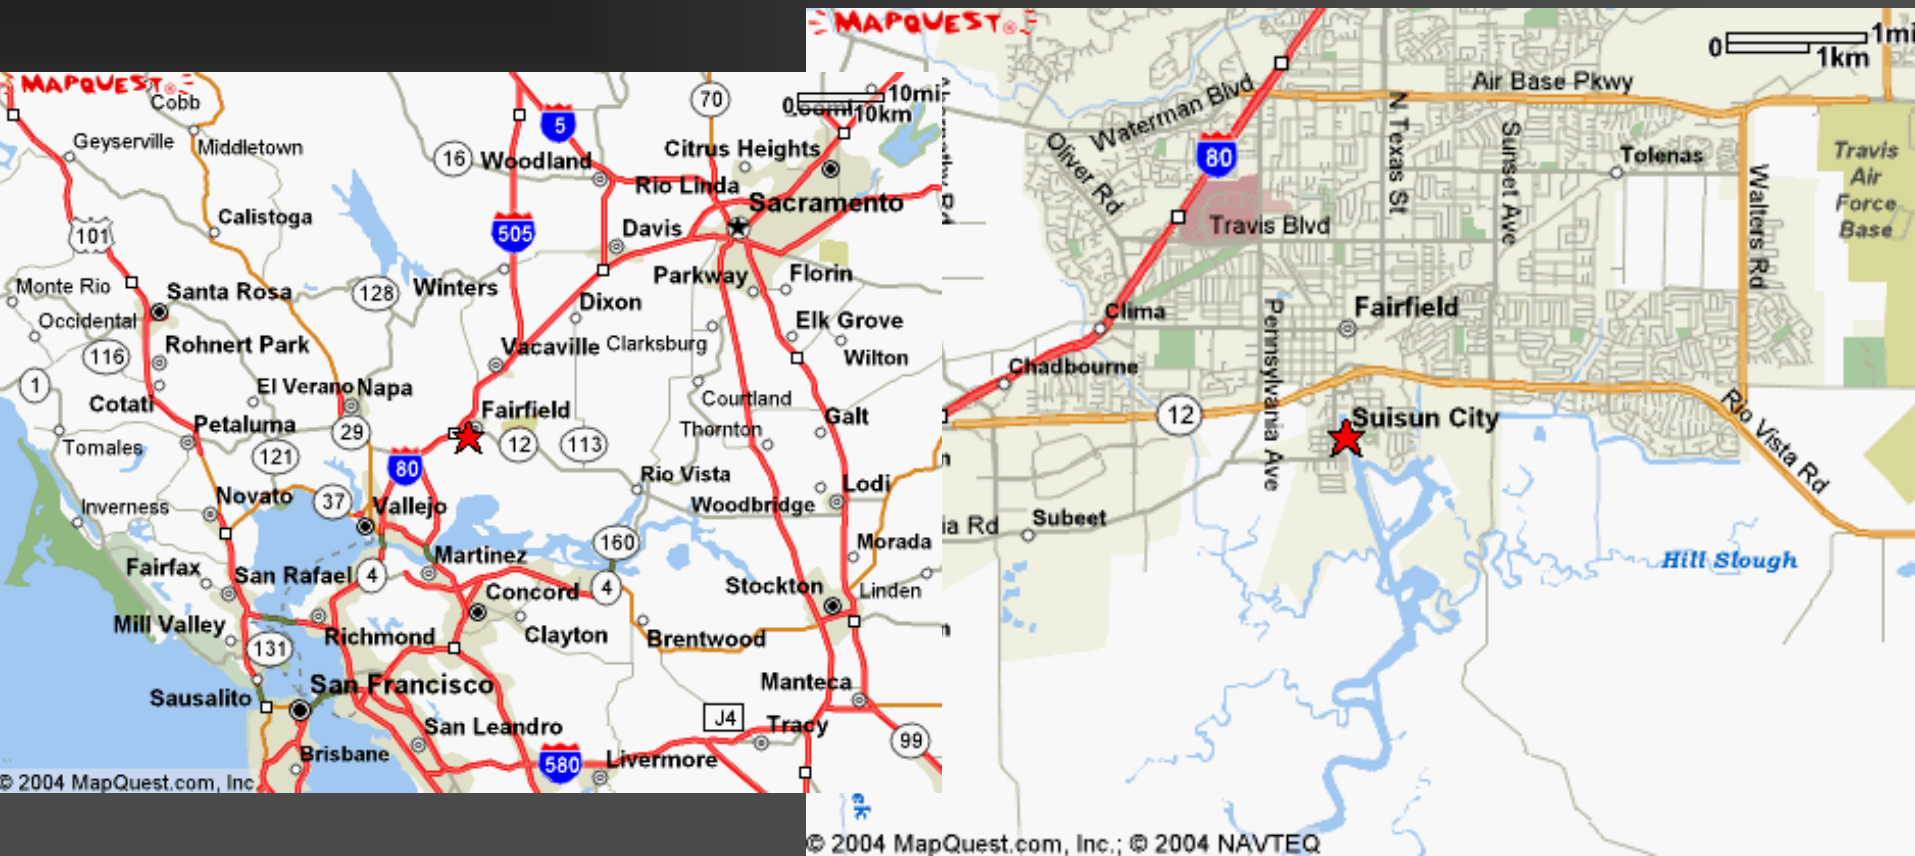 MAPQUEST
Cobb
70
10mi
0
Loomi
10km
5
Geyserville
Middletown
16
Woodland
Citrus Heights
Rio Linda
Sacramento
Calistoga
101
505
Davis
Monte Rio
Santa Rosa
128
Winters
Parkway
Florin
Dixon
Occidental
Rohnert Park
116
Vacaville
Clarksburg
Elk Grove
Wilton
1
El Verano
Napa
Cotati
Courtland
Fairfield
Galt
Petaluma
29
12
113
Thornton
Tomales
121
80
Rio Vista
Lodi
Inverness
Novato
37
Vallejo
Woodbridge
160
Morada
Fairfax
San Rafael
4
Martinez
Concord
4
Stockton
Linden
Mill Valley
131
Richmond
Clayton
Brentwood
Sausalito
San Francisco
Manteca
J4
Tracy
San Leandro
99
Brisbane
580
Livermore
© 2004 MapQuest.com, Inc
MAPQUEST
0
1mi
1km
Air Base Pkwy
Waterman Blvd
N Texas St
Oliver Rd
80
Sunset Ave
Tolenas
Travis
Air
Force
Base
Walters Rd
Travis Blvd
Clima
Fairfield
Pennsylvania Ave
Chadbourne
12
Suisun City
Rio Vista Rd
ia Rd
Subeet
Hill Slough
ek
© 2004 MapQuest.com, Inc.; © 2004 NAVTEQ